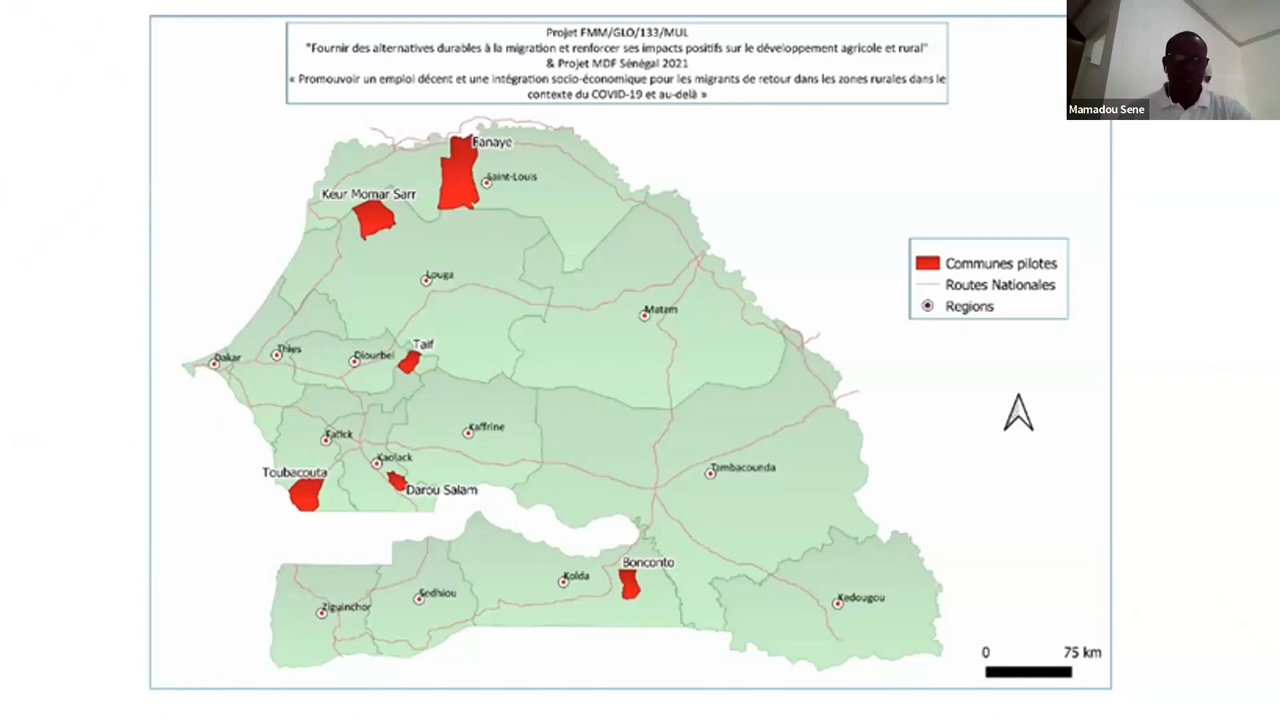 Projet FMM/GLO/133/MUL
"Fournir des alternatives durables à la migration et renforcer ses impacts positifs sur le développement agricole et rural"
& Projet MDF Sénégal 2021
« Promouvoir un emploi décent et une intégration socio-économique pour les migrants de retour dans les zones rurales dans le
contexte du COVID-19 et au-delà »
Mamadou Sene
Fanaye
Saint-Louis
Keur Momar Sarr
Communes pilotes
Routes Nationales
Regions
Louga
Matam
Taif
Thies
Diourbel
Dakar
Kaffrine
Fatick
Kaolack
Tambacounda
Toubacouta
Darou Salam
Bonconto
Kolda
Sedhiou
Kedougou
Ziguinchor
0 75 km